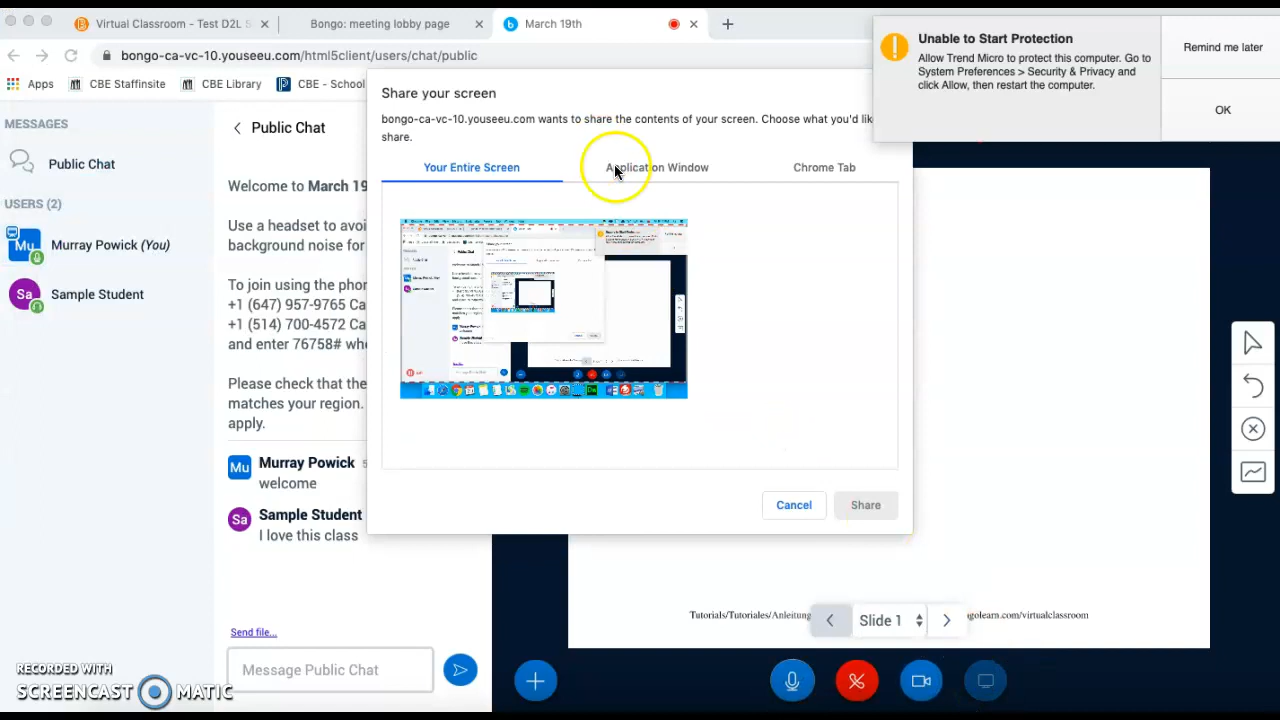 Virtual Classroom - Test D2L S
Bongo: meeting lobby page
March 19th
bongo-ca-vc-10.youseeu.com/html5client/users/chat/public
Apps
CBE Staffinsite
CBE Library
CBE - School
Unable to Start Protection
Allow Trend Micro to protect this computer. Go to
System Preferences > Security & Privacy and
click Allow, then restart the computer.
Remind me later
OK
Share your screen
bongo-ca-vc-10.youseeu.com wants to share the contents of your screen. Choose what you'd like
share.
Your Entire Screen
Application Window
Chrome Tab
Cancel
Share
MESSAGES
Public Chat
USERS (2)
Mu
Murray Powick (You)
Sa
Sample Student
Public Chat
Welcome to March 19
Use a headset to avoi
background noise for
To join using the phon
+1 (647) 957-9765 Ca
+1 (514) 700-4572 Ca
and enter 76758# whe
Please check that the
matches your region.
apply.
Mu
Murray Powick
welcome
Sa
Sample Student
I love this class
Send file...
Message Public Chat
Tutorials/Tutoriales/Anleitung
golearn.com/virtualclassroom
Slide 1
RECORDED WITH
SCREENCAST MATIC